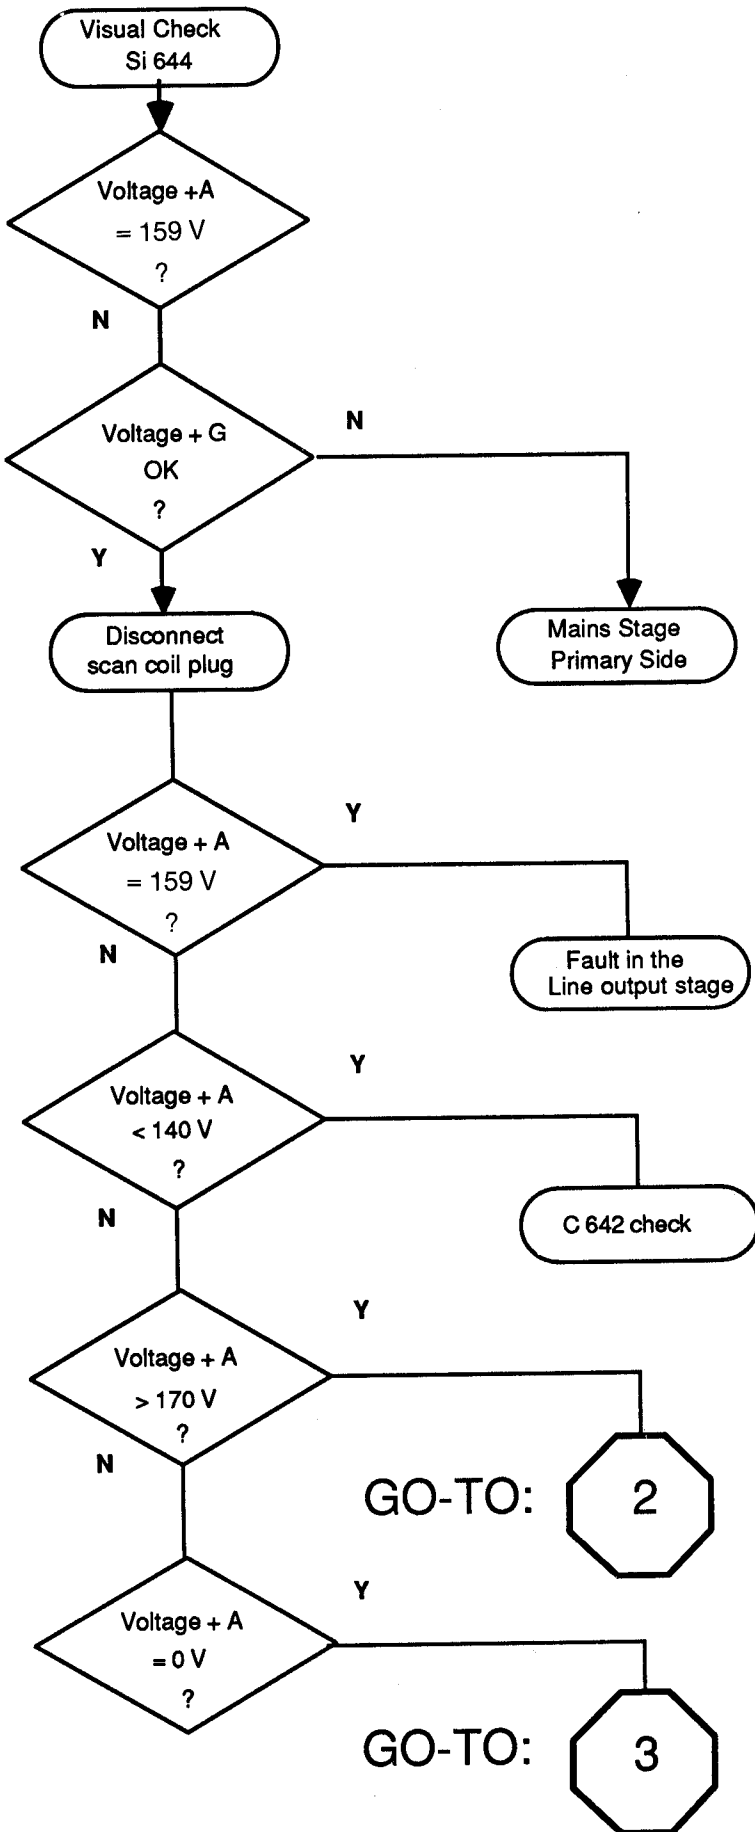 Visual Check
Si 644
Voltage +A
= 159 V
?
N
Voltage + G
OK
?
N
Y
Disconnect
scan coil plug
Mains Stage
Primary Side
Voltage + A
= 159 V
?
Y
N
Fault in the
Line output stage
Voltage + A
< 140 V
?
Y
N
C 642 check
Voltage + A
> 170 V
?
Y
N
GO-TO: 2
Voltage + A
= 0 V
?
Y
GO-TO: 3